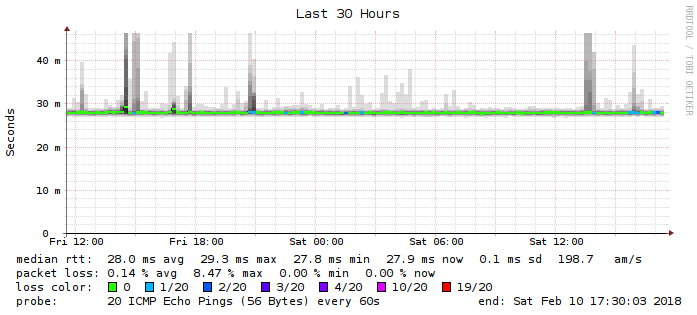 Last 30 Hours
RRDTOOL / TOBI OETIKER
Seconds
40 m
30 m
20 m
10 m
0
Fri 12:00 Fri 18:00 Sat 00:00 Sat 06:00 Sat 12:00
median rtt: 28.0 ms avg 29.3 ms max 27.8 ms min 27.9 ms now 0.1 ms sd 198.7 am/s
packet loss: 0.14 % avg 8.47 % max 0.00 % min 0.00 % now
loss color: 0 1/20 2/20 3/20 4/20 10/20 19/20
probe: 20 ICMP Echo Pings (56 Bytes) every 60s end: Sat Feb 10 17:30:03 2018